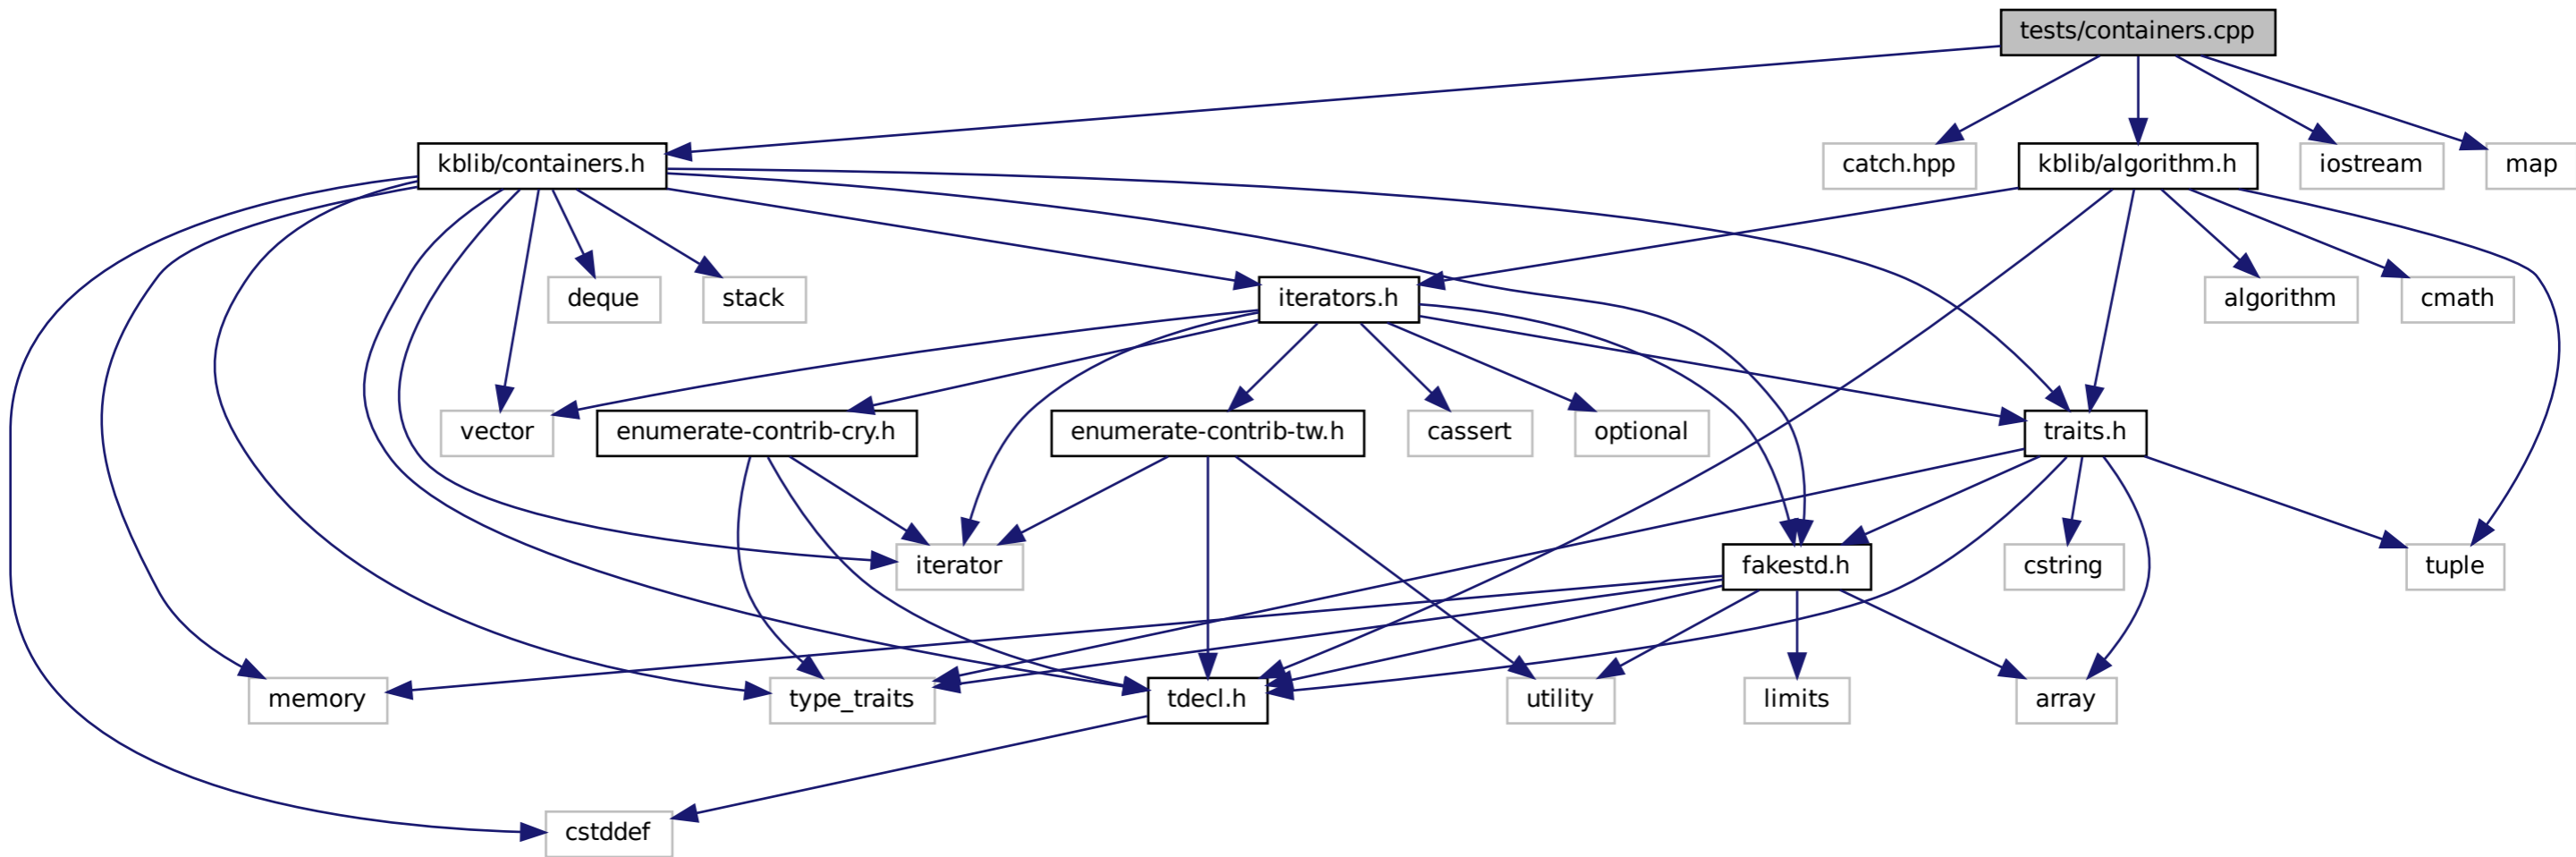 tests/containers.cpp
kblib/containers.h
catch.hpp
kblib/algorithm.h
iostream
map
deque
stack
iterators.h
algorithm
cmath
vector
enumerate-contrib-cry.h
enumerate-contrib-tw.h
cassert
optional
traits.h
iterator
fakestd.h
cstring
tuple
memory
type_traits
tdecl.h
utility
limits
array
cstddef